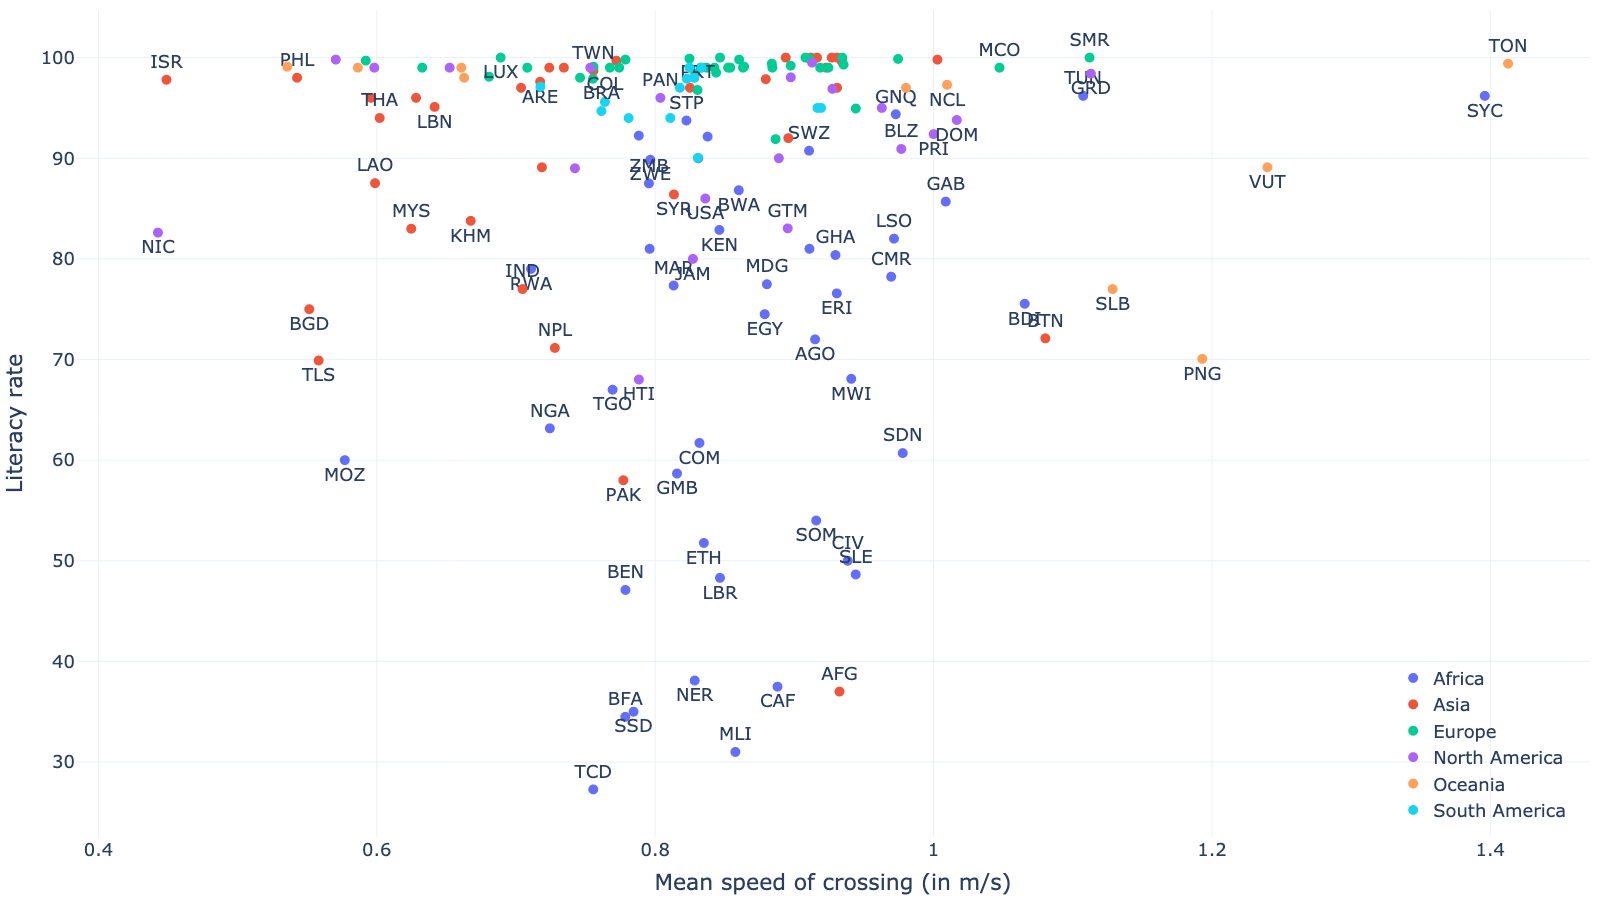 100
90
80
70
60
50
40
30
Literacy rate
0.4
0.6
0.8
1
1.2
1.4
Mean speed of crossing (in m/s)
ISR
PHL
TWN
LUX
COL
PAN
MCO
SMR
TON
THA
ARE
BRA
STP
GNQ
NCL
TUN
GRD
SYC
LBN
SWZ
BLZ
DOM
PRI
LAO
ZMB
ZWE
GAB
VUT
MYS
KHM
SYR
USA
BWA
GTM
LSO
NIC
KEN
GHA
CMR
IND
RWA
MAR
JAM
MDG
ERI
SLB
BGD
NPL
EGY
BDI
BTN
AGO
TLS
PNG
HTI
TGO
MWI
NGA
SDN
MOZ
COM
PAK
GMB
SOM
CIV
ETH
SLE
BEN
LBR
AFG
BFA
NER
CAF
SSD
MLI
TCD
Africa
Asia
Europe
North America
Oceania
South America